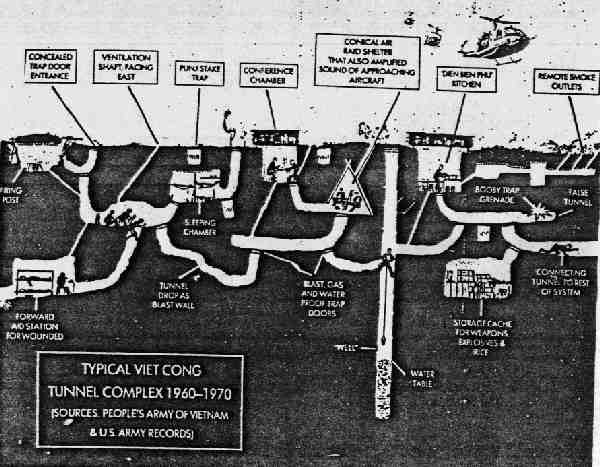 CONCEALED
TRAP DOOR
ENTRANCE
VENTILATION
SHAFT, FACING
EAST
PUNJI STAKE
TRAP
CONFERENCE
CHAMBER
CONICAL AIR
RAID SHELTER
THAT ALSO AMPLIFIED
SOUND OF APPROACHING
AIRCRAFT
'DIEN BIEN PHU'
KITCHEN
REMOTE SMOKE
OUTLETS
FIRING
POST
SLEEPING
CHAMBER
BOOBY TRAP
GRENADE
FALSE
TUNNEL
FORWARD
AID STATION
FOR WOUNDED
TUNNEL
DROP AS
BLAST WALL
BLAST, GAS
AND WATER
PROOF TRAP
DOORS
CONNECTING
TUNNEL TO REST
OF SYSTEM
STORAGE CACHE
FOR WEAPONS,
EXPLOSIVES &
RICE
WELL
WATER
TABLE
TYPICAL VIET CONG
TUNNEL COMPLEX 1960–1970
(SOURCES: PEOPLE'S ARMY OF VIETNAM
& U.S. ARMY RECORDS)